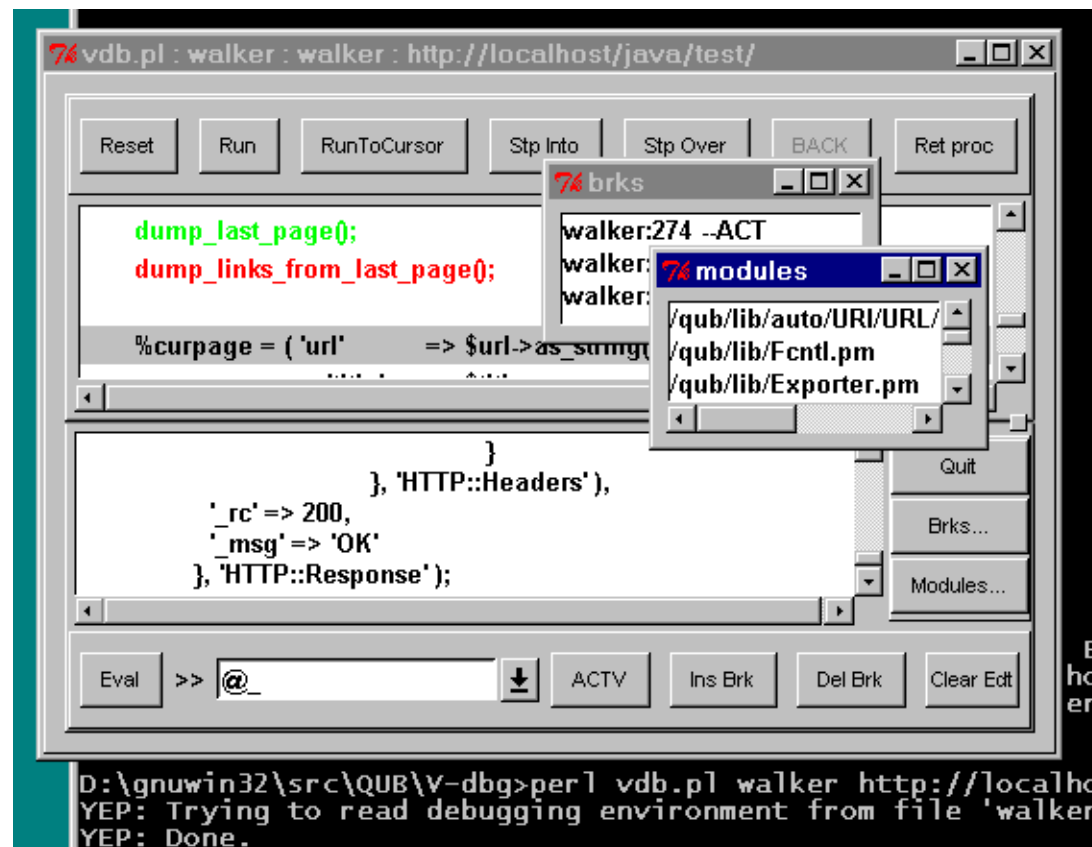 vdb.pl : walker : walker : http://localhost/java/test/
Reset Run RunToCursor Stp Into Stp Over BACK Ret proc
brks
walker:274 --ACT
walker:
walker:
modules
/qub/lib/auto/URI/URL/
/qub/lib/Fcntl.pm
/qub/lib/Exporter.pm
dump_last_page();
dump_links_from_last_page();
%curpage = ( 'url' => $url->as_string(
}
}, 'HTTP::Headers' ),
'_rc' => 200,
'_msg' => 'OK'
}, 'HTTP::Response' );
Quit
Brks...
Modules...
Eval >> @_ ACTV Ins Brk Del Brk Clear Edt
E
ho
er
D:\gnuwin32\src\QUB\V-dbg>perl vdb.pl walker http://localho
YEP: Trying to read debugging environment from file 'walker
YEP: Done.